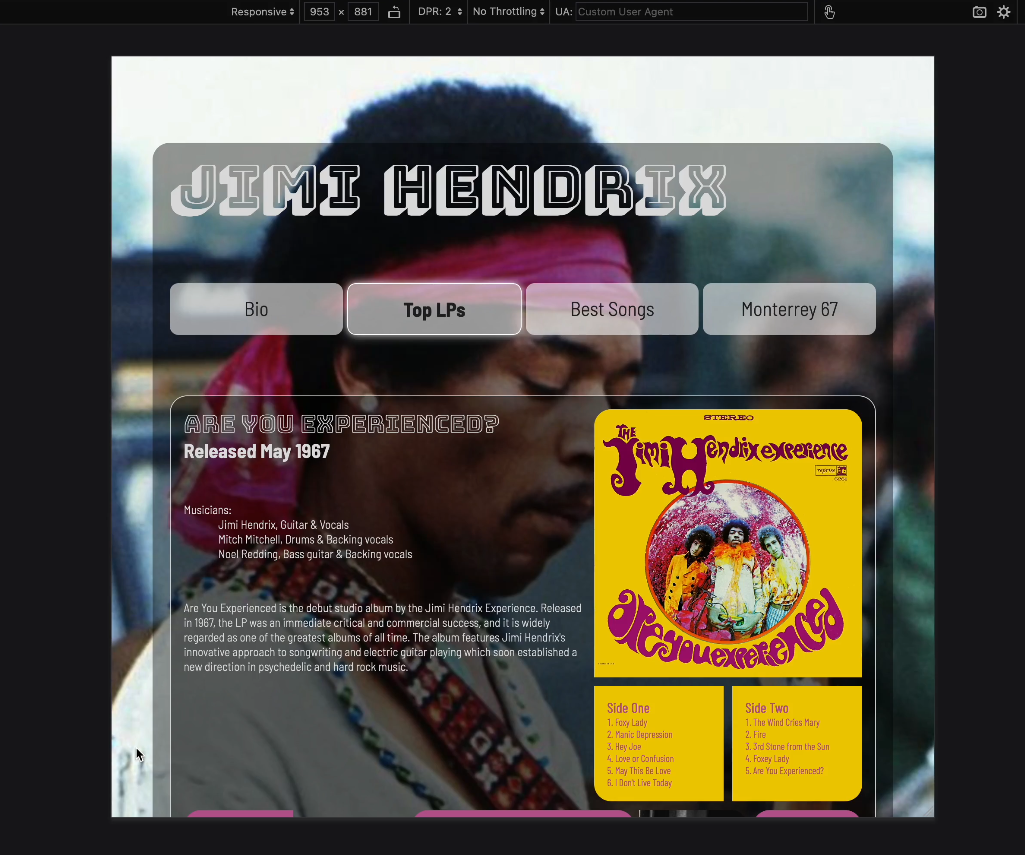 Responsive 953 × 881 DPR: 2 No Throttling UA: Custom User Agent
JIMI HENDRIX
Bio
Top LPs
Best Songs
Monterrey 67
ARE YOU EXPERIENCED?
Released May 1967
Musicians:
Jimi Hendrix, Guitar & Vocals
Mitch Mitchell, Drums & Backing vocals
Noel Redding, Bass guitar & Backing vocals
Are You Experienced is the debut studio album by the Jimi Hendrix Experience. Released
in 1967, the LP was an immediate critical and commercial success, and it is widely
regarded as one of the greatest albums of all time. The album features Jimi Hendrix's
innovative approach to songwriting and electric guitar playing which soon established a
new direction in psychedelic and hard rock music.
STEREO
THE
Jimi Hendrix experience
are you experienced
Side One
1. Foxy Lady
2. Manic Depression
3. Hey Joe
4. Love or Confusion
5. May This Be Love
6. I Don't Live Today
Side Two
1. The Wind Cries Mary
2. Fire
3. 3rd Stone from the Sun
4. Foxey Lady
5. Are You Experienced?